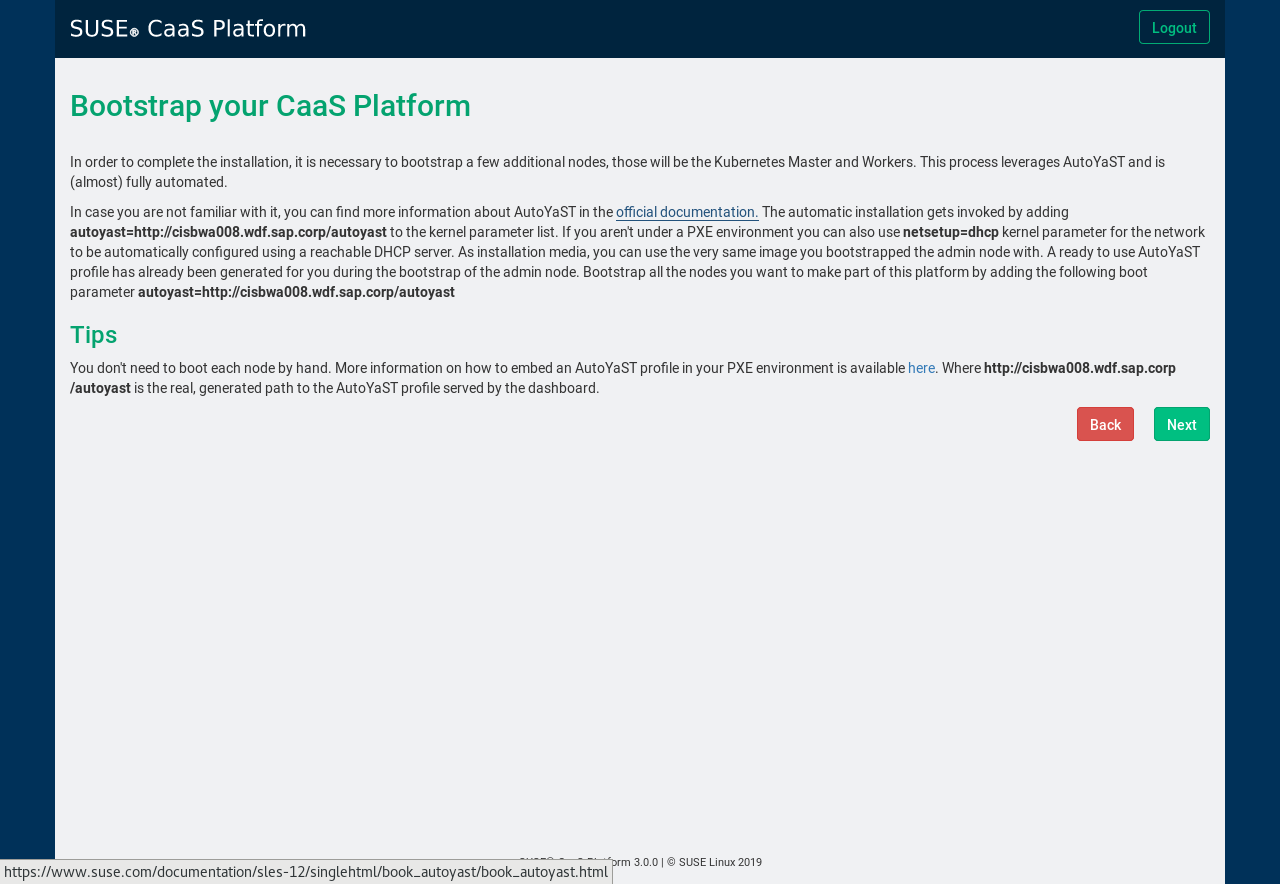 SUSE® CaaS Platform
Logout
Bootstrap your CaaS Platform
In order to complete the installation, it is necessary to bootstrap a few additional nodes, those will be the Kubernetes Master and Workers. This process leverages AutoYaST and is
(almost) fully automated.
In case you are not familiar with it, you can find more information about AutoYaST in the official documentation. The automatic installation gets invoked by adding
autoyast=http://cisbwa008.wdf.sap.corp/autoyast to the kernel parameter list. If you aren't under a PXE environment you can also use netsetup=dhcp kernel parameter for the network
to be automatically configured using a reachable DHCP server. As installation media, you can use the very same image you bootstrapped the admin node with. A ready to use AutoYaST
profile has already been generated for you during the bootstrap of the admin node. Bootstrap all the nodes you want to make part of this platform by adding the following boot
parameter autoyast=http://cisbwa008.wdf.sap.corp/autoyast
Tips
You don't need to boot each node by hand. More information on how to embed an AutoYaST profile in your PXE environment is available here. Where http://cisbwa008.wdf.sap.corp
/autoyast is the real, generated path to the AutoYaST profile served by the dashboard.
Back
Next
SUSE® CaaS Platform 3.0.0 | © SUSE Linux 2019
https://www.suse.com/documentation/sles-12/singlehtml/book_autoyast/book_autoyast.html